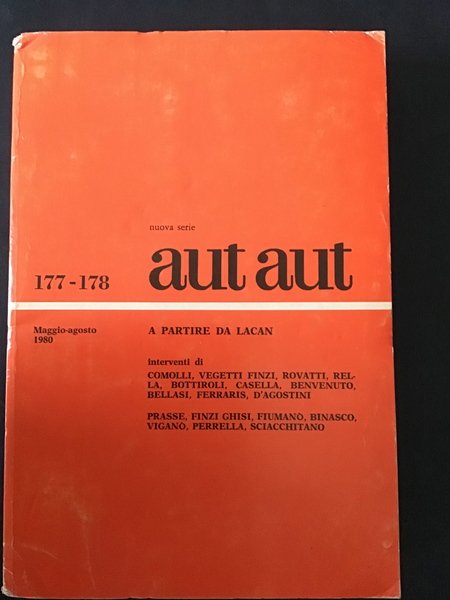 nuova serie
177-178 aut aut
Maggio-agosto
1980
A PARTIRE DA LACAN
interventi di
COMOLLI, VEGETTI FINZI, ROVATTI, REL-
LA, BOTTIROLI, CASELLA, BENVENUTO,
BELLASI, FERRARIS, D'AGOSTINI
PRASSE, FINZI GHISI, FIUMANÒ, BINASCO,
VIGANÒ, PERRELLA, SCIACCHITANO